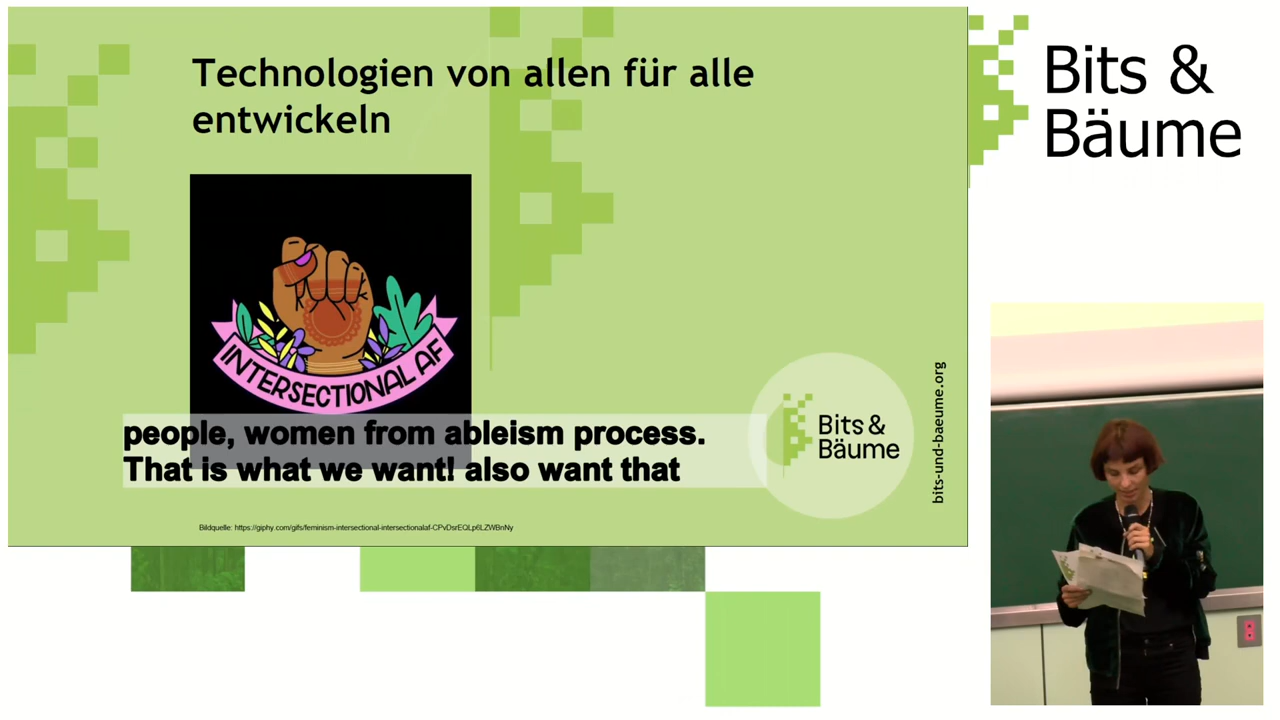 Technologien von allen für alle
entwickeln
INTERSECTIONAL AF
people, women from ableism process.
That is what we want! also want that
Bildquelle: https://giphy.com/gifs/feminism-intersectional-intersectionalaf-CPvDsrEQLp6LZWBnNy
Bits &
Bäume
bits-und-baeume.org
Bits &
Bäume